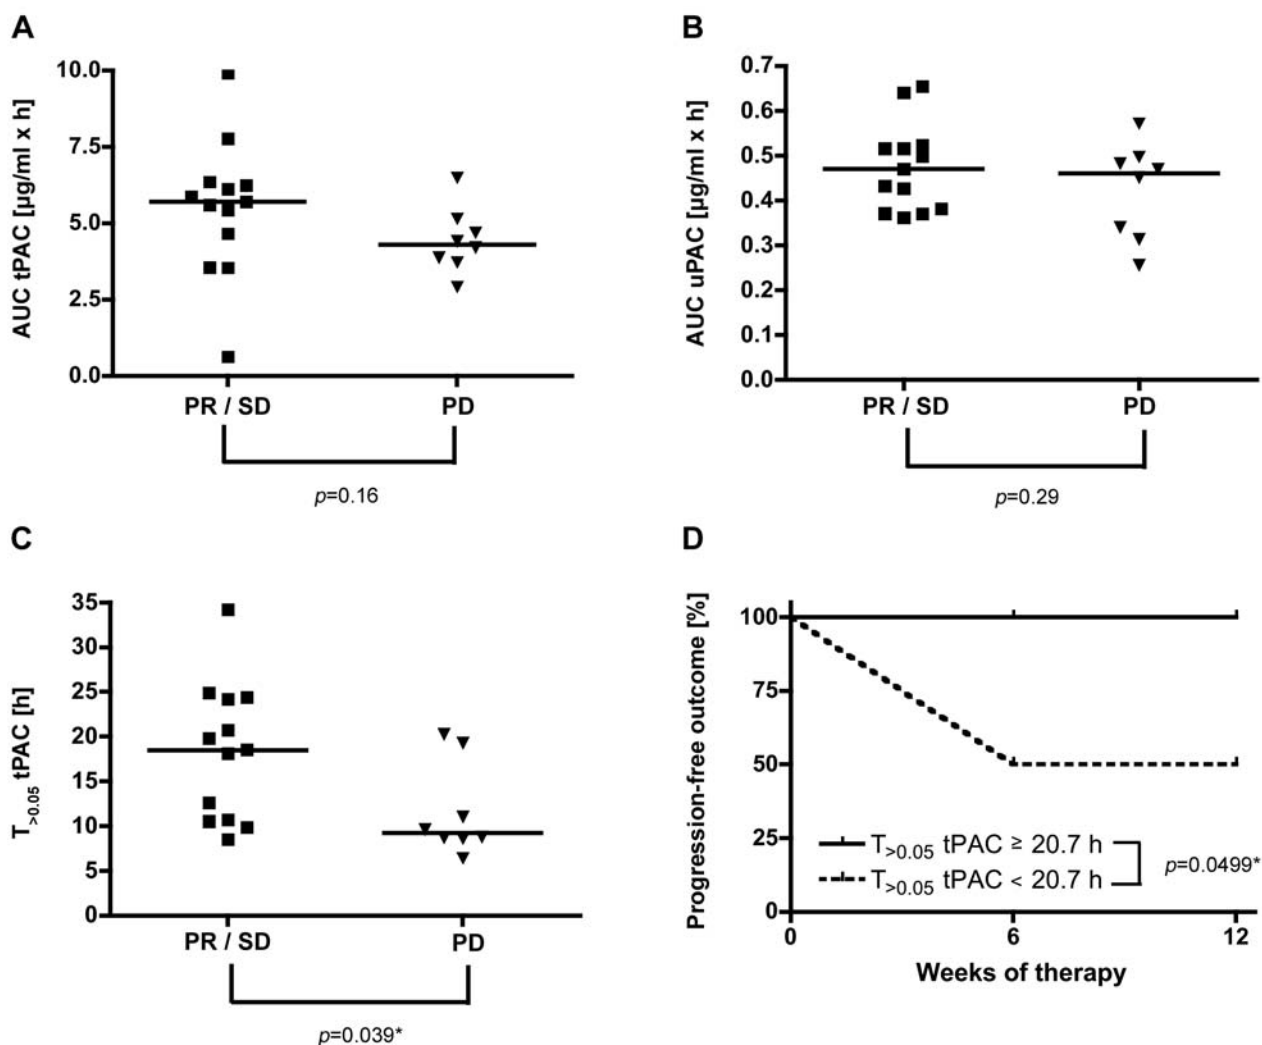 A
AUC tPAC [µg/ml x h]
10.0
7.5
5.0
2.5
0.0
PR / SD
PD
p=0.16
B
AUC uPAC [µg/ml x h]
0.7
0.6
0.5
0.4
0.3
0.2
0.1
0.0
PR / SD
PD
p=0.29
C
T>0.05 tPAC [h]
35
30
25
20
15
10
5
0
PR / SD
PD
p=0.039*
D
Progression-free outcome [%]
100
75
50
25
0
T>0.05 tPAC ≥ 20.7 h
T>0.05 tPAC < 20.7 h
p=0.0499*
0
6
12
Weeks of therapy